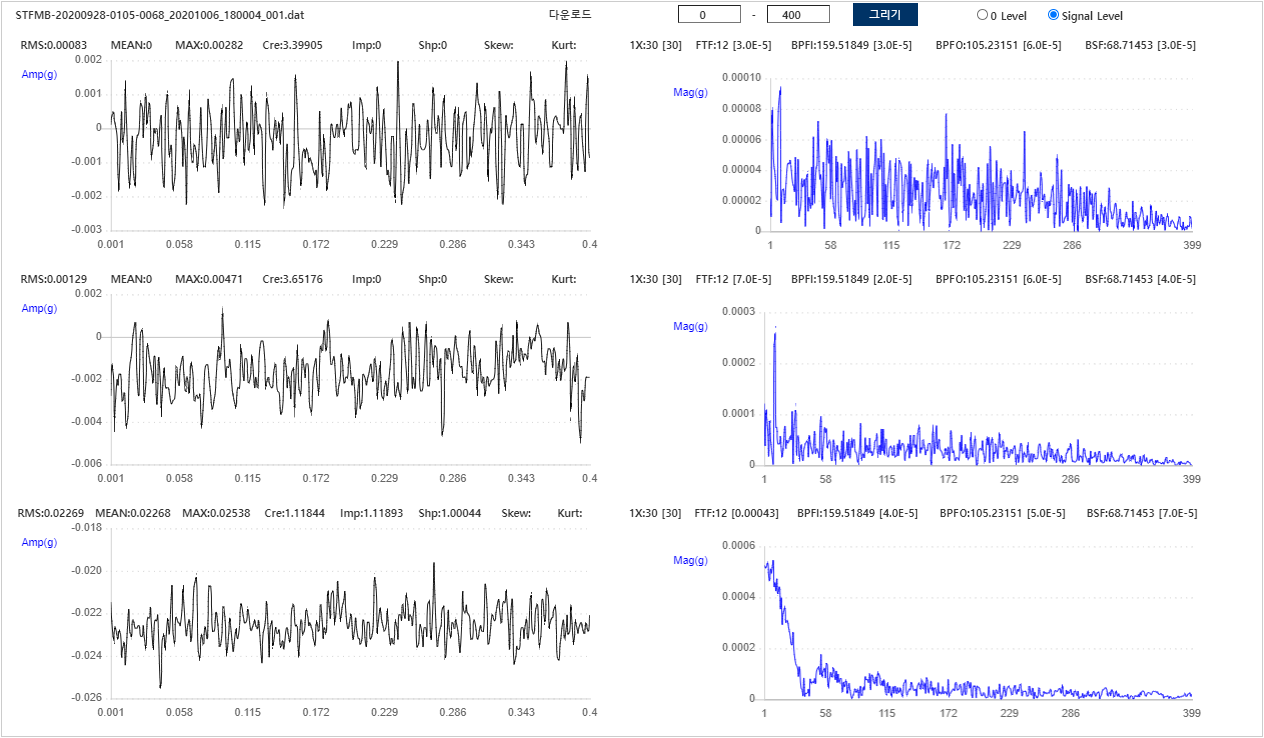 STFMB-20200928-0105-0068_20201006_180004_001.dat 다운로드 0 - 400 그리기 0 Level Signal Level
RMS:0.00083 MEAN:0 MAX:0.00282 Cre:3.39905 Imp:0 Shp:0 Skew: Kurt:
Amp(g)
0.002
0.001
0
-0.001
-0.002
-0.003
0.001 0.058 0.115 0.172 0.229 0.286 0.343 0.4
1X:30 [30] FTF:12 [3.0E-5] BPFI:159.51849 [3.0E-5] BPFO:105.23151 [6.0E-5] BSF:68.71453 [3.0E-5]
Mag(g)
0.00010
0.00008
0.00006
0.00004
0.00002
0
1 58 115 172 229 286 399
RMS:0.00129 MEAN:0 MAX:0.00471 Cre:3.65176 Imp:0 Shp:0 Skew: Kurt:
Amp(g)
0.002
0
-0.002
-0.004
-0.006
0.001 0.058 0.115 0.172 0.229 0.286 0.343 0.4
1X:30 [30] FTF:12 [7.0E-5] BPFI:159.51849 [2.0E-5] BPFO:105.23151 [6.0E-5] BSF:68.71453 [4.0E-5]
Mag(g)
0.0003
0.0002
0.0001
0
1 58 115 172 229 286 399
RMS:0.02269 MEAN:0.02268 MAX:0.02538 Cre:1.11844 Imp:1.11893 Shp:1.00044 Skew: Kurt:
Amp(g)
-0.018
-0.020
-0.022
-0.024
-0.026
0.001 0.058 0.115 0.172 0.229 0.286 0.343 0.4
1X:30 [30] FTF:12 [0.00043] BPFI:159.51849 [4.0E-5] BPFO:105.23151 [5.0E-5] BSF:68.71453 [7.0E-5]
Mag(g)
0.0006
0.0004
0.0002
0
1 58 115 172 229 286 399